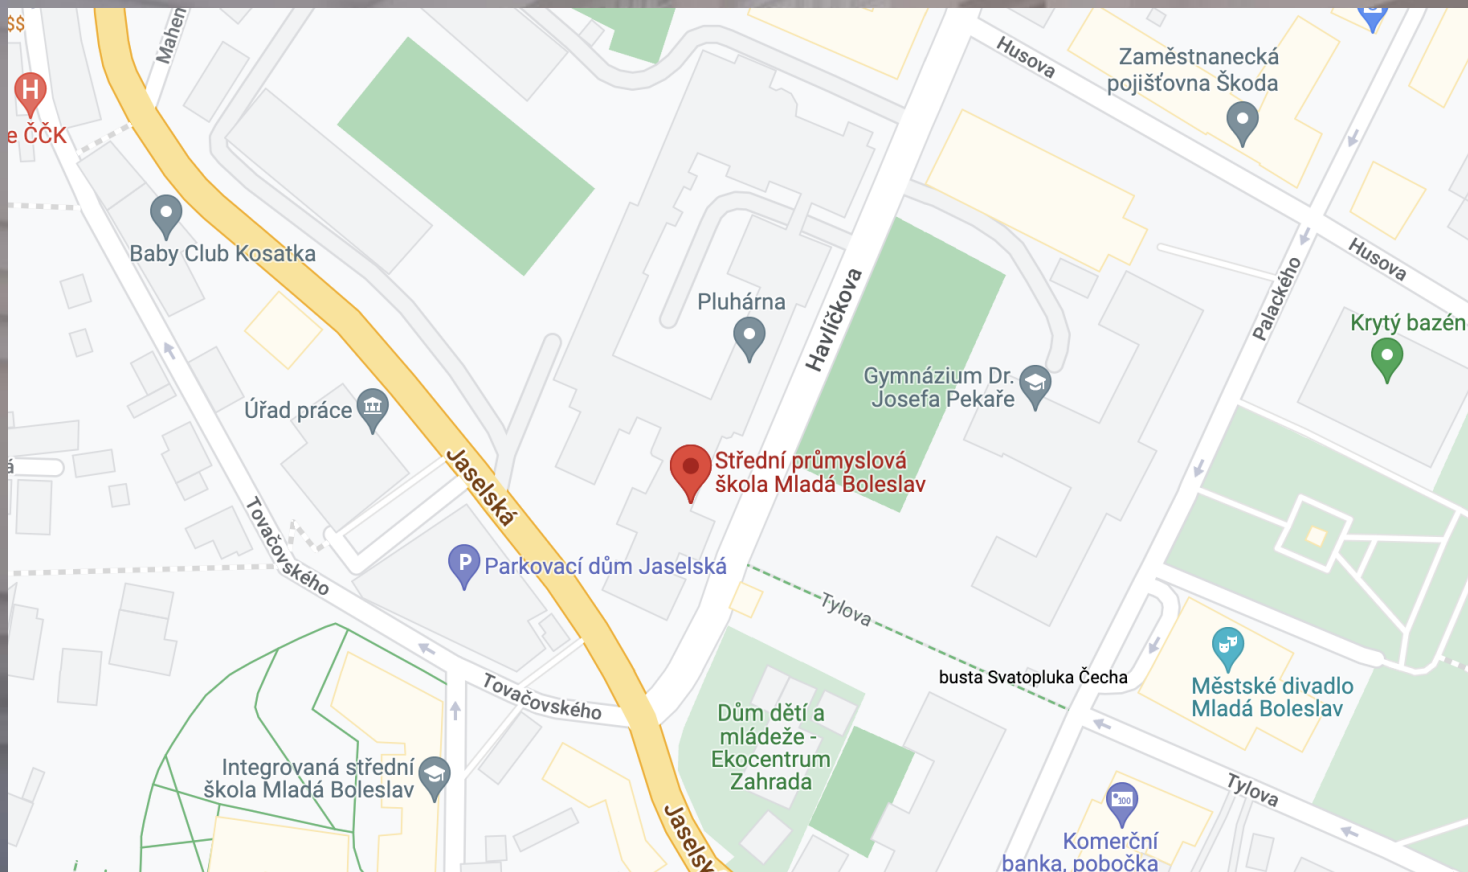 $$
Mahen
Husova
Zaměstnanecká
pojišťovna Škoda
H
e ČČK
Baby Club Kosatka
Husova
Palackého
Havlíčkova
Pluhárna
Krytý bazén
Gymnázium Dr.
Josefa Pekaře
Úřad práce
Jaselská
Střední průmyslová
škola Mladá Boleslav
á
Tovačovského
P
Parkovací dům Jaselská
Tylova
busta Svatopluka Čecha
Městské divadlo
Mladá Boleslav
Tovačovského
Dům dětí a
mládeže -
Ekocentrum
Zahrada
Integrovaná střední
škola Mladá Boleslav
Tylova
100
Jaselsk
Komerční
banka, pobočka